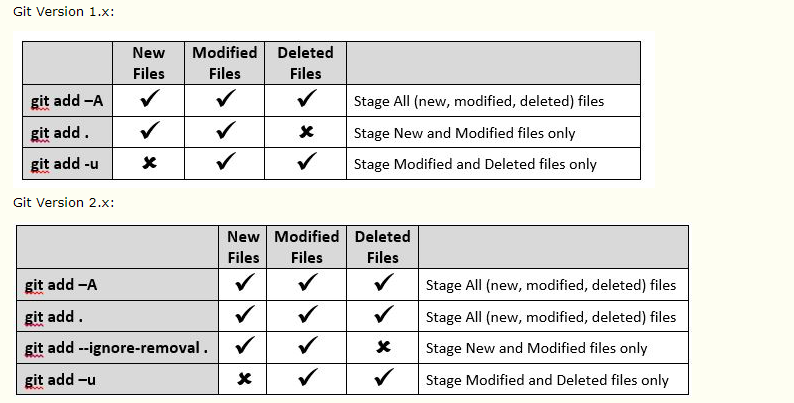 Git Version 1.x:
New Files Modified Files Deleted Files
git add –A ✓ ✓ ✓ Stage All (new, modified, deleted) files
git add . ✓ ✓ ✗ Stage New and Modified files only
git add -u ✗ ✓ ✓ Stage Modified and Deleted files only
Git Version 2.x:
New Files Modified Files Deleted Files
git add –A ✓ ✓ ✓ Stage All (new, modified, deleted) files
git add . ✓ ✓ ✓ Stage All (new, modified, deleted) files
git add --ignore-removal . ✓ ✓ ✗ Stage New and Modified files only
git add –u ✗ ✓ ✓ Stage Modified and Deleted files only